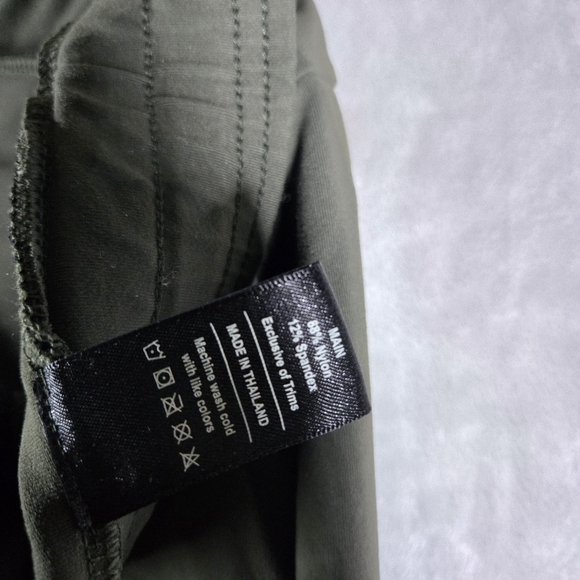 MAIN
88% Nylon
12% Spandex
Exclusive of Trims
MADE IN THAILAND
Machine wash cold
with like colors